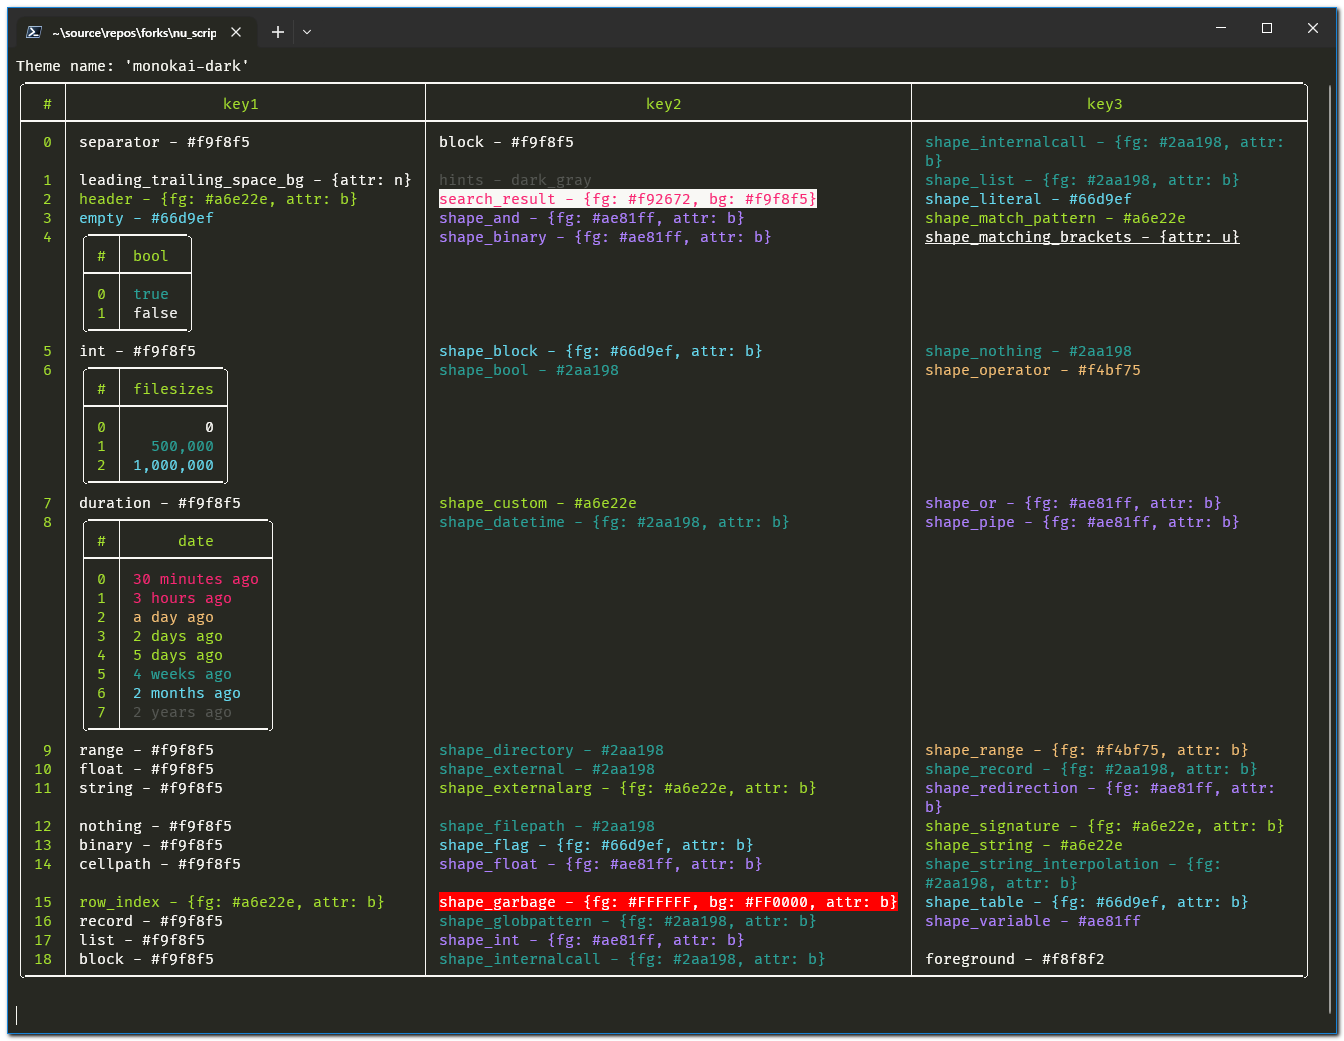 ~\source\repos\forks\nu_scrip
Theme name: 'monokai-dark'
# key1 key2 key3
0 separator - #f9f8f5 block - #f9f8f5 shape_internalcall - {fg: #2aa198, attr:
b}
1 leading_trailing_space_bg - {attr: n} hints - dark_gray shape_list - {fg: #2aa198, attr: b}
2 header - {fg: #a6e22e, attr: b} search_result - {fg: #f92672, bg: #f9f8f5} shape_literal - #66d9ef
3 empty - #66d9ef shape_and - {fg: #ae81ff, attr: b} shape_match_pattern - #a6e22e
4 shape_binary - {fg: #ae81ff, attr: b} shape_matching_brackets - {attr: u}
# bool
0 true
1 false
5 int - #f9f8f5 shape_block - {fg: #66d9ef, attr: b} shape_nothing - #2aa198
6 shape_bool - #2aa198 shape_operator - #f4bf75
# filesizes
0 0
1 500,000
2 1,000,000
7 duration - #f9f8f5 shape_custom - #a6e22e shape_or - {fg: #ae81ff, attr: b}
8 shape_datetime - {fg: #2aa198, attr: b} shape_pipe - {fg: #ae81ff, attr: b}
# date
0 30 minutes ago
1 3 hours ago
2 a day ago
3 2 days ago
4 5 days ago
5 4 weeks ago
6 2 months ago
7 2 years ago
9 range - #f9f8f5 shape_directory - #2aa198 shape_range - {fg: #f4bf75, attr: b}
10 float - #f9f8f5 shape_external - #2aa198 shape_record - {fg: #2aa198, attr: b}
11 string - #f9f8f5 shape_externalarg - {fg: #a6e22e, attr: b} shape_redirection - {fg: #ae81ff, attr:
b}
12 nothing - #f9f8f5 shape_filepath - #2aa198 shape_signature - {fg: #a6e22e, attr: b}
13 binary - #f9f8f5 shape_flag - {fg: #66d9ef, attr: b} shape_string - #a6e22e
14 cellpath - #f9f8f5 shape_float - {fg: #ae81ff, attr: b} shape_string_interpolation - {fg:
#2aa198, attr: b}
15 row_index - {fg: #a6e22e, attr: b} shape_garbage - {fg: #FFFFFF, bg: #FF0000, attr: b} shape_table - {fg: #66d9ef, attr: b}
16 record - #f9f8f5 shape_globpattern - {fg: #2aa198, attr: b} shape_variable - #ae81ff
17 list - #f9f8f5 shape_int - {fg: #ae81ff, attr: b}
18 block - #f9f8f5 shape_internalcall - {fg: #2aa198, attr: b} foreground - #f8f8f2